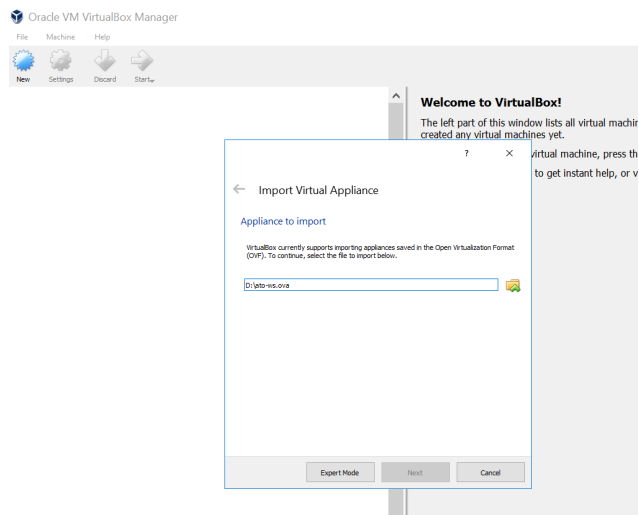 Oracle VM VirtualBox Manager
File Machine Help
New Settings Discard Start
Welcome to VirtualBox!
The left part of this window lists all virtual machin
created any virtual machines yet.
virtual machine, press th
to get instant help, or v
?
Import Virtual Appliance
Appliance to import
VirtualBox currently supports importing appliances saved in the Open Virtualization Format
(OVF). To continue, select the file to import below.
D:\ato-ws.ova
Expert Mode Next Cancel